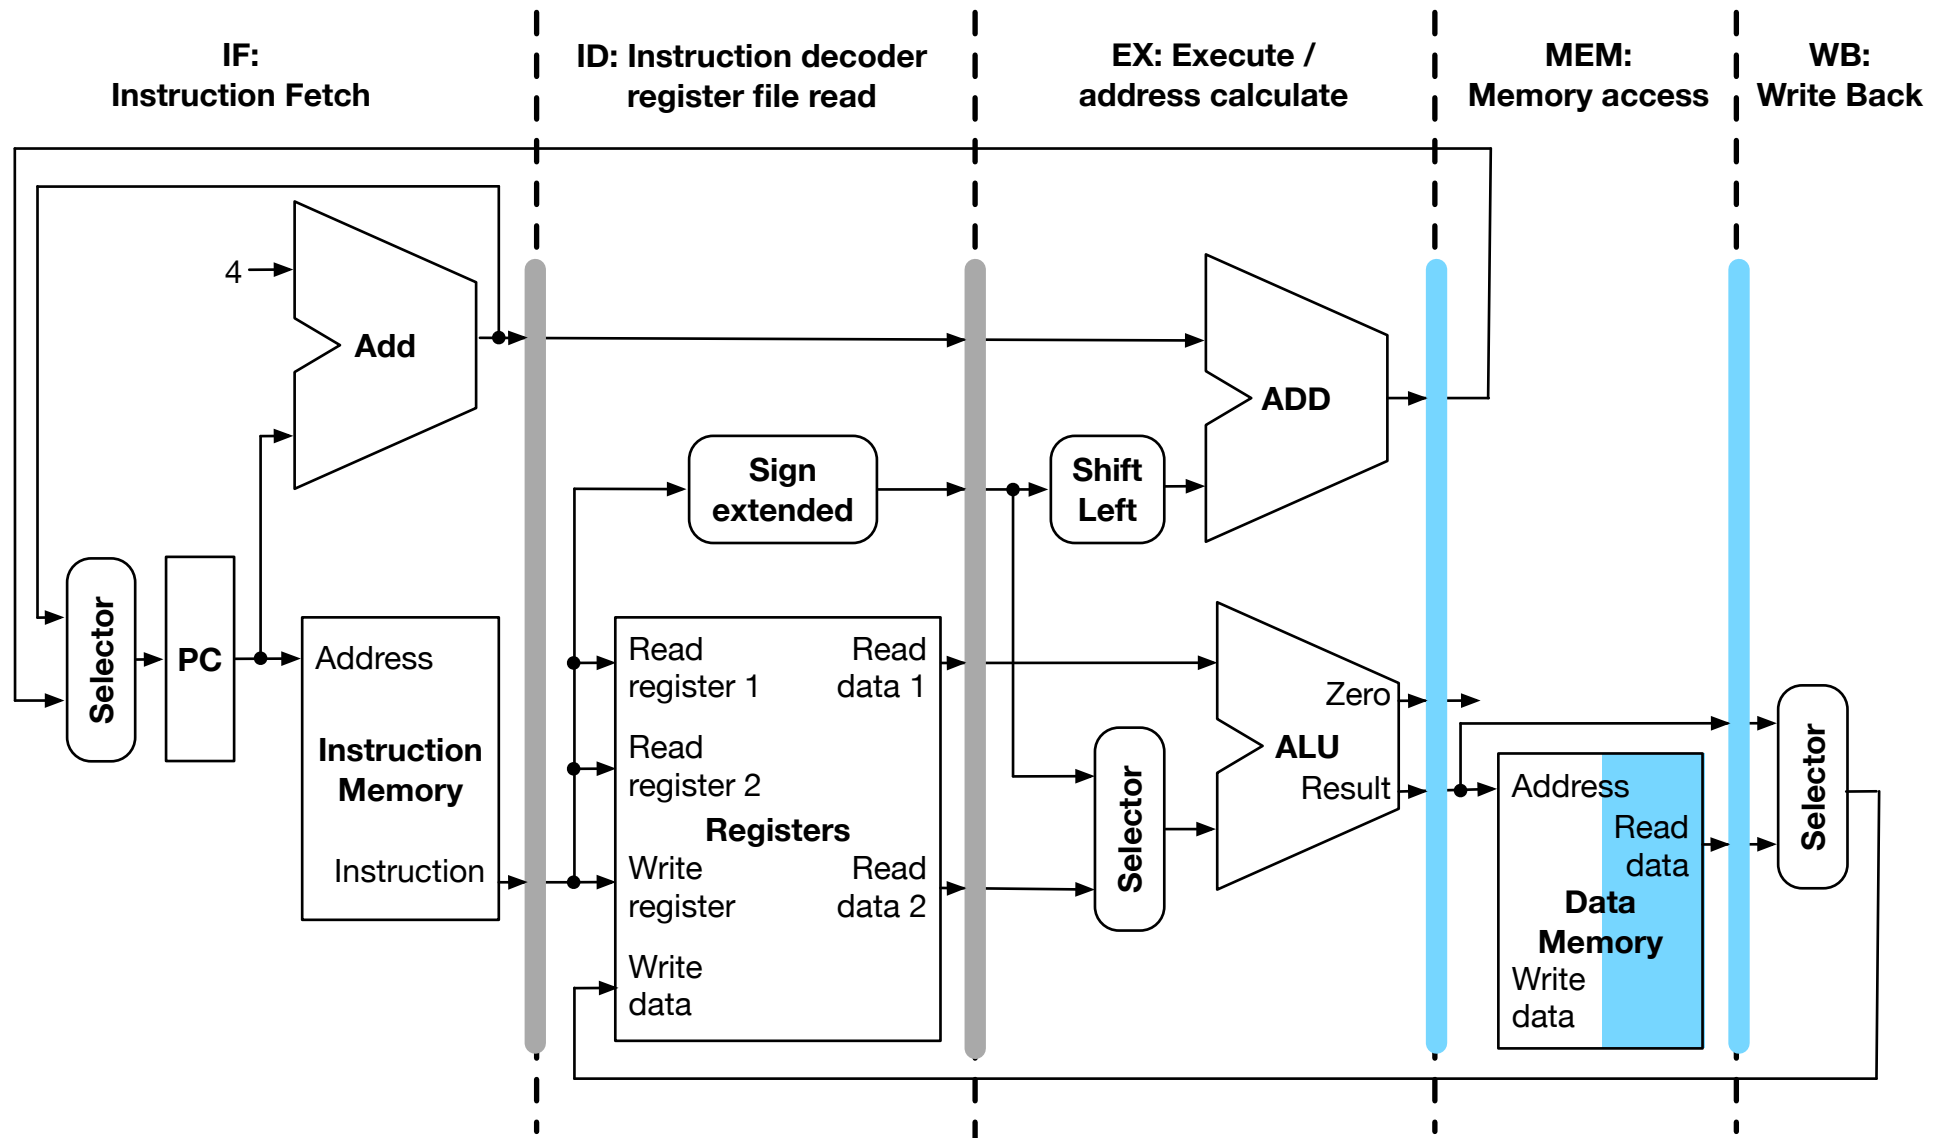 IF:
Instruction Fetch
ID: Instruction decoder
register file read
EX: Execute /
address calculate
MEM:
Memory access
WB:
Write Back
4
Add
ADD
Sign
extended
Shift
Left
Selector
PC
Address
Instruction
Memory
Instruction
Read
register 1
Read
data 1
Read
register 2
Registers
Write
register
Read
data 2
Write
data
Selector
Zero
ALU
Result
Address
Read
data
Data
Memory
Write
data
Selector